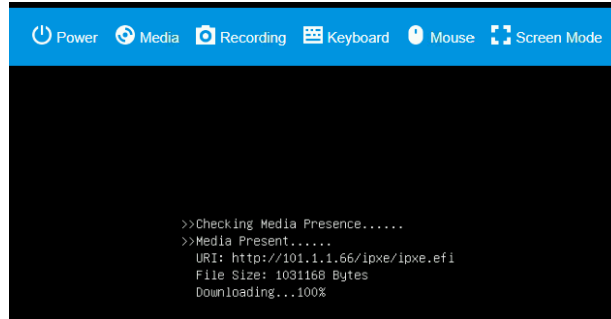 Power Media Recording Keyboard Mouse Screen Mode
>>Checking Media Presence......
>>Media Present......
URI: http://101.1.1.66/ipxe/ipxe.efi
File Size: 1031168 Bytes
Downloading...100%